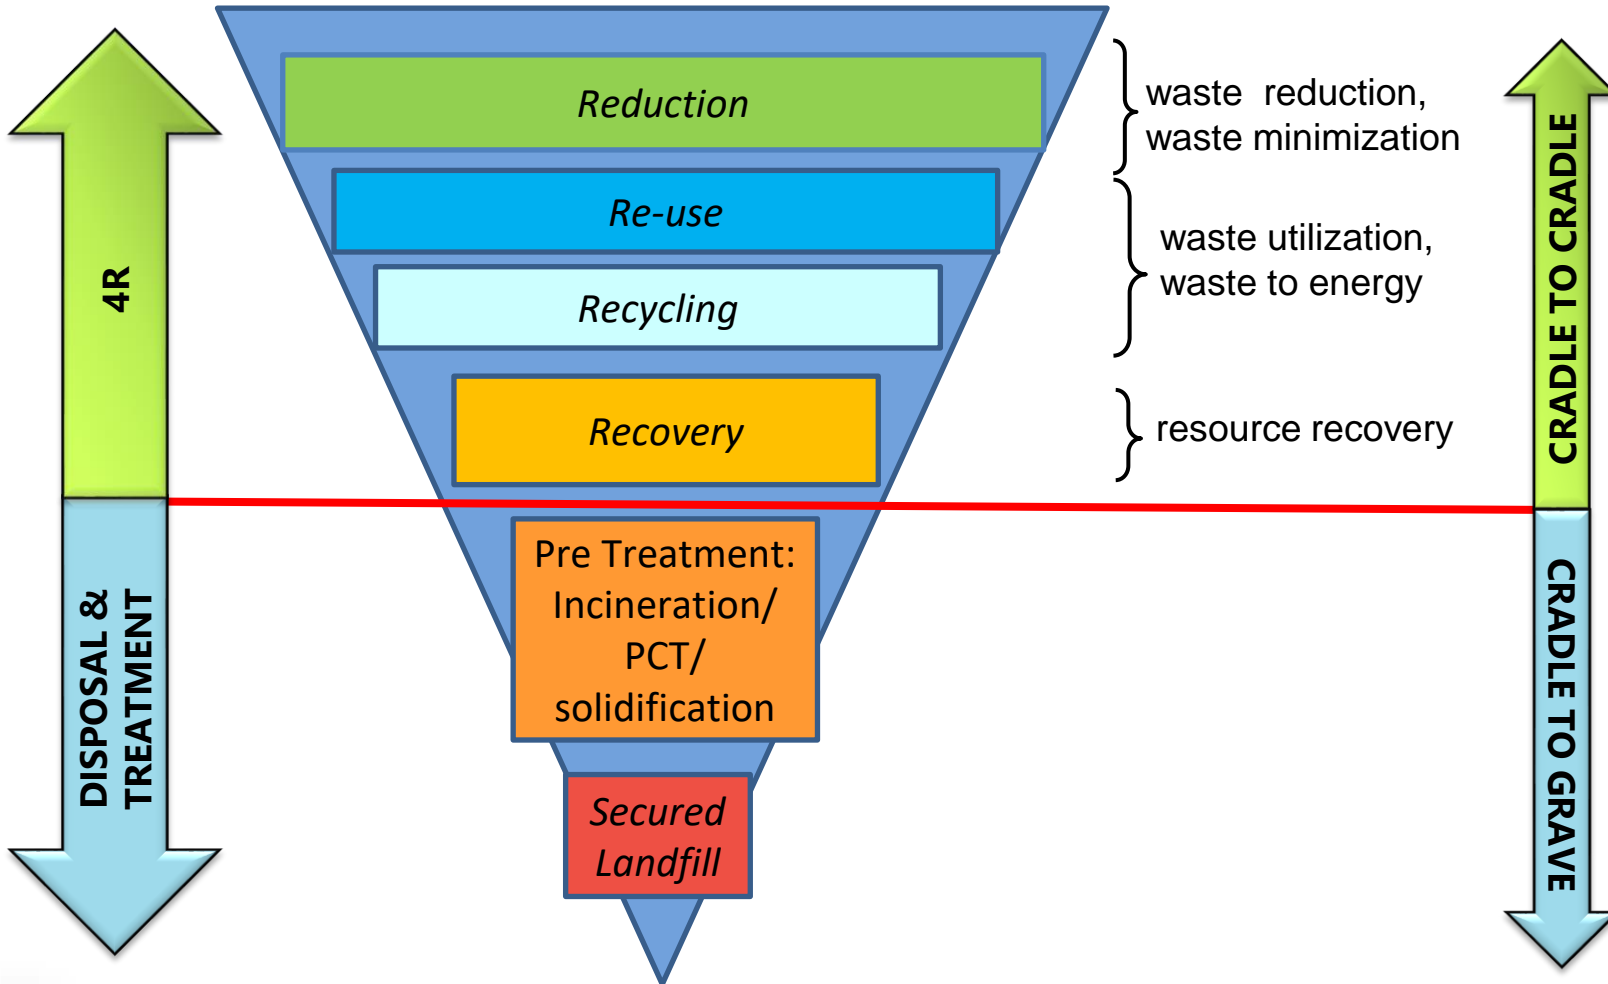 Reduction
waste reduction,
waste minimization
Re-use
waste utilization,
waste to energy
Recycling
Recovery
resource recovery
4R
CRADLE TO CRADLE
Pre Treatment:
Incineration/
PCT/
solidification
Secured
Landfill
DISPOSAL &
TREATMENT
CRADLE TO GRAVE